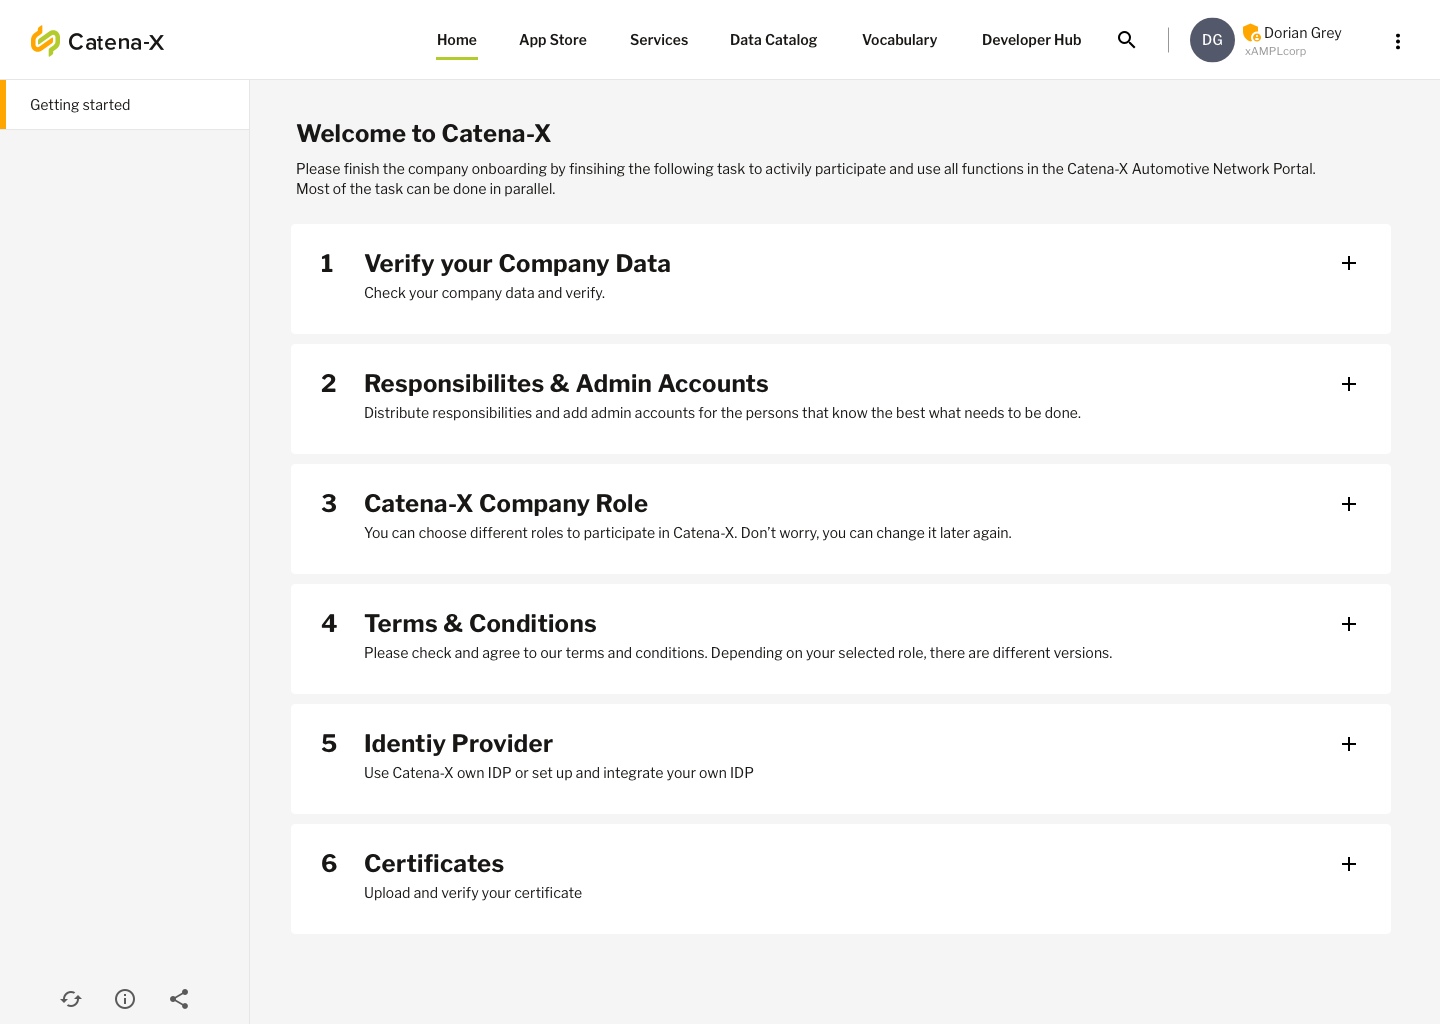 Catena-X
Home App Store Services Data Catalog Vocabulary Developer Hub
DG Dorian Grey
xAMPLcorp
Getting started
Welcome to Catena-X
Please finish the company onboarding by finsihing the following task to activily participate and use all functions in the Catena-X Automotive Network Portal.
Most of the task can be done in parallel.
1 Verify your Company Data
Check your company data and verify.
2 Responsibilites & Admin Accounts
Distribute responsibilities and add admin accounts for the persons that know the best what needs to be done.
3 Catena-X Company Role
You can choose different roles to participate in Catena-X. Don't worry, you can change it later again.
4 Terms & Conditions
Please check and agree to our terms and conditions. Depending on your selected role, there are different versions.
5 Identiy Provider
Use Catena-X own IDP or set up and integrate your own IDP
6 Certificates
Upload and verify your certificate